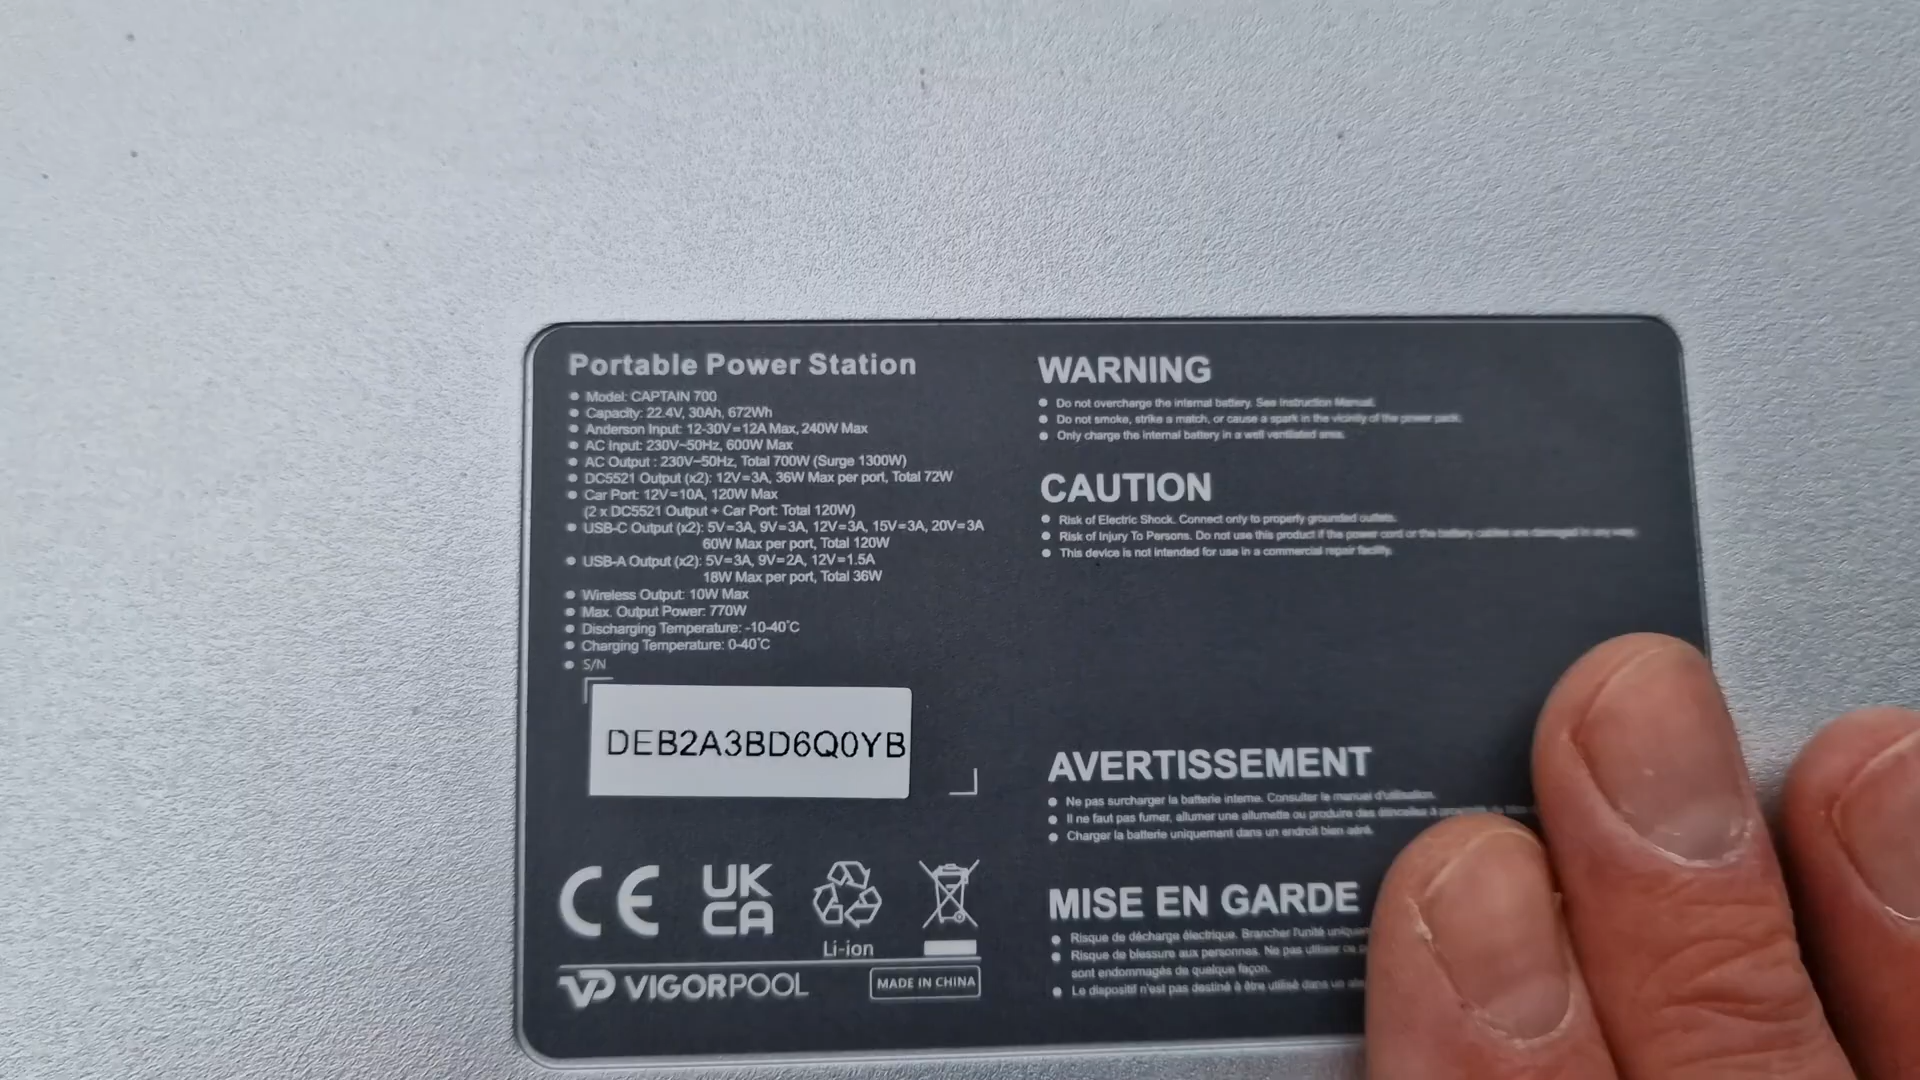 Portable Power Station
Model: CAPTAIN 700
Capacity: 22.4V, 30Ah, 672Wh
Anderson Input: 12-30V=12A Max, 240W Max
AC Input: 230V~50Hz, 600W Max
AC Output : 230V~50Hz, Total 700W (Surge 1300W)
DC5521 Output (x2): 12V=3A, 36W Max per port, Total 72W
Car Port: 12V=10A, 120W Max
(2 x DC5521 Output + Car Port: Total 120W)
USB-C Output (x2): 5V=3A, 9V=3A, 12V=3A, 15V=3A, 20V=3A
60W Max per port, Total 120W
USB-A Output (x2): 5V=3A, 9V=2A, 12V=1.5A
18W Max per port, Total 36W
Wireless Output: 10W Max
Max. Output Power: 770W
Discharging Temperature: -10-40°C
Charging Temperature: 0-40°C
S/N
DEB2A3BD6Q0YB
CE
UK
CA
Li-ion
VIGORPOOL
MADE IN CHINA
WARNING
Do not overcharge the internal battery. See Instruction Manual.
Do not smoke, strike a match, or cause a spark in the vicinity of the power pack.
Only charge the internal battery in a well ventilated area.
CAUTION
Risk of Electric Shock. Connect only to properly grounded outlets.
Risk of Injury To Persons. Do not use this product if the power cord or the battery cables are damaged in any way.
This device is not intended for use in a commercial repair facility.
AVERTISSEMENT
Ne pas surcharger la batterie interne. Consulter le manuel d'utilisation.
Il ne faut pas fumer, allumer une allumette ou produire des étincelles à proximité
Charger la batterie uniquement dans un endroit bien aéré.
MISE EN GARDE
Risque de décharge électrique. Brancher l'unité
Risque de blessure aux personnes. Ne pas utiliser ce
sont endommagés de quelque façon.
Le dispositif n'est pas destiné à être utilisé dans un